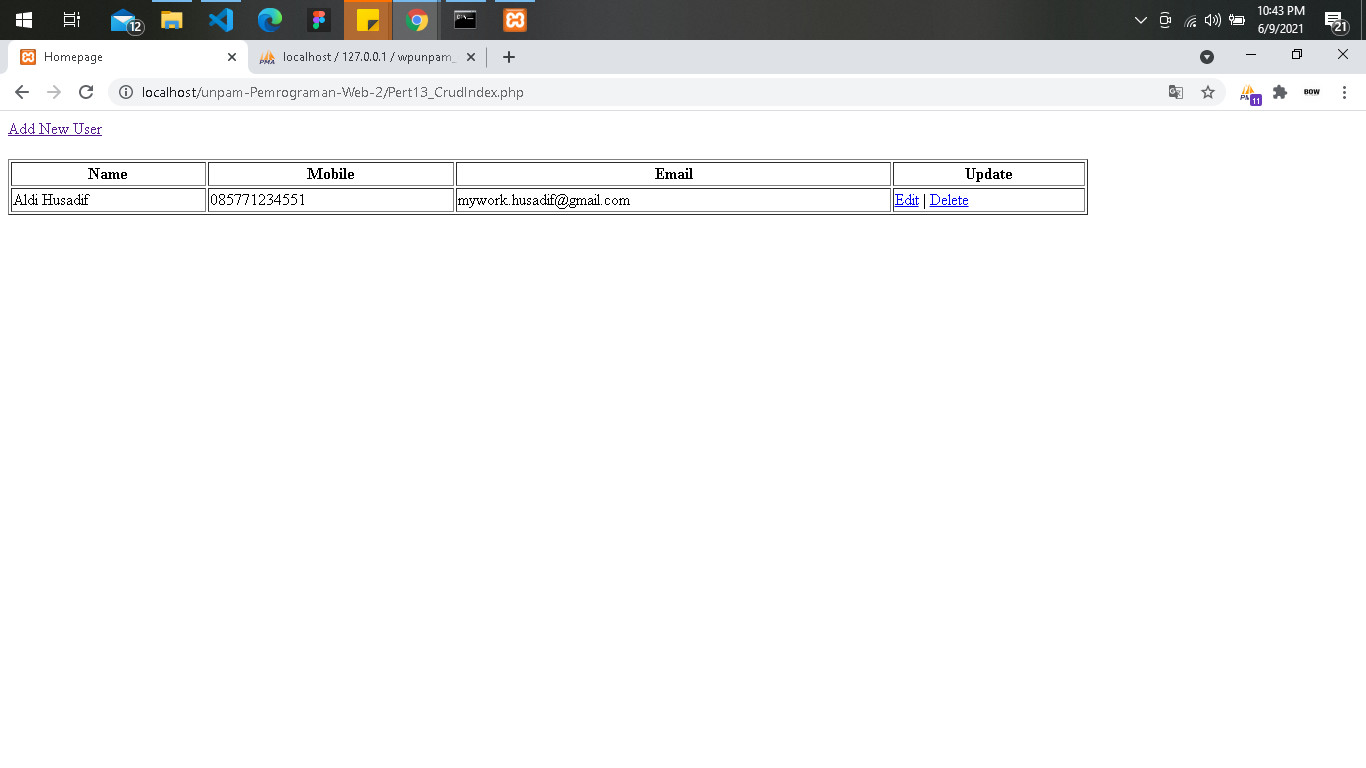 12
10:43 PM
6/9/2021
21
Homepage
PMA localhost / 127.0.0.1 / wpunpam_
localhost/unpam-Pemrograman-Web-2/Pert13_CrudIndex.php
11
BOW
Add New User
Name Mobile Email Update
Aldi Husadif 085771234551 mywork.husadif@gmail.com Edit | Delete